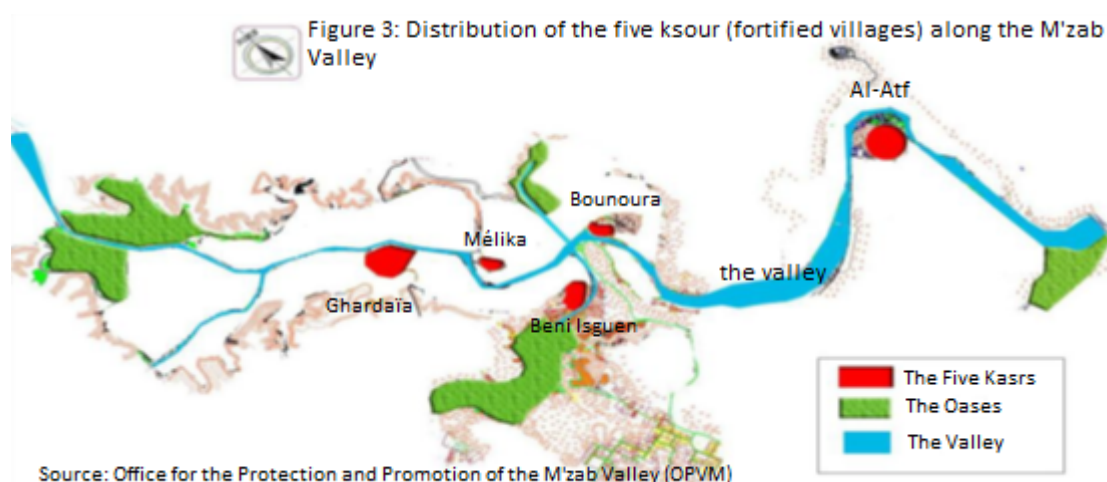 Figure 3: Distribution of the five ksour (fortified villages) along the M'zab
Valley
Al-Atf
Bounoura
Mélika
the valley
Ghardaïa
Beni Isguen
The Five Kasrs
The Oases
The Valley
Source: Office for the Protection and Promotion of the M'zab Valley (OPVM)